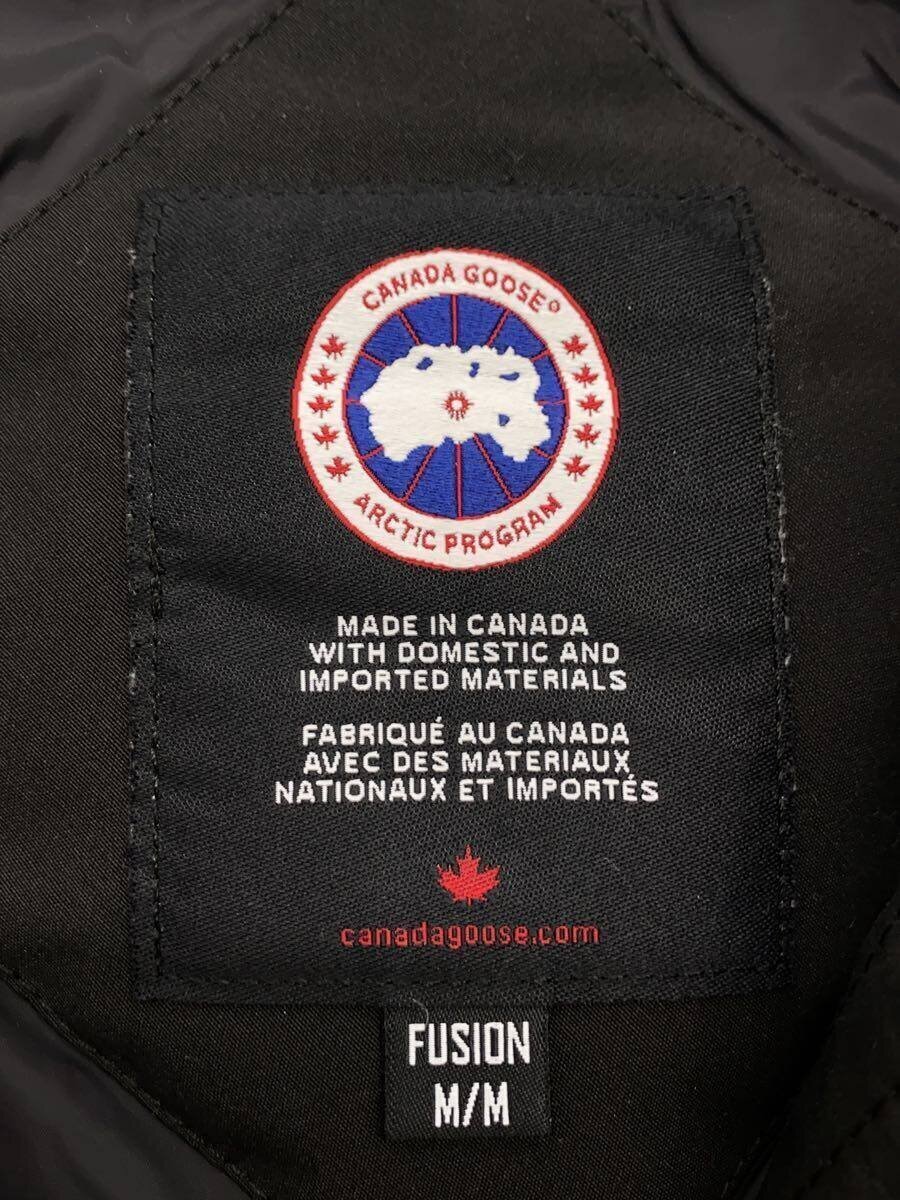 CANADA GOOSE®
ARCTIC PROGRAM
MADE IN CANADA
WITH DOMESTIC AND
IMPORTED MATERIALS
FABRIQUÉ AU CANADA
AVEC DES MATERIAUX
NATIONAUX ET IMPORTÉS
canadagoose.com
FUSION
M/M